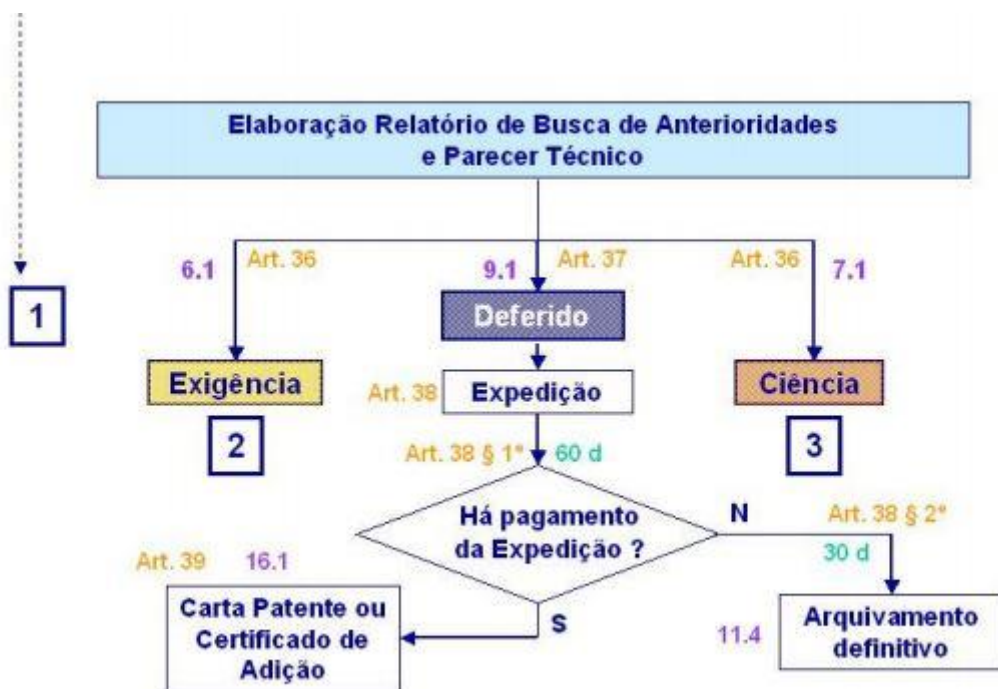 Elaboração Relatório de Busca de Anterioridades
e Parecer Técnico
6.1
Art. 36
9.1
Art. 37
Art. 36
7.1
1
Deferido
Exigência
Art. 38
Expedição
Ciência
2
3
Art. 38 § 1°
60 d
Há pagamento
da Expedição ?
N
Art. 38 § 2°
30 d
Art. 39
16.1
S
Carta Patente ou
Certificado de
Adição
11.4
Arquivamento
definitivo